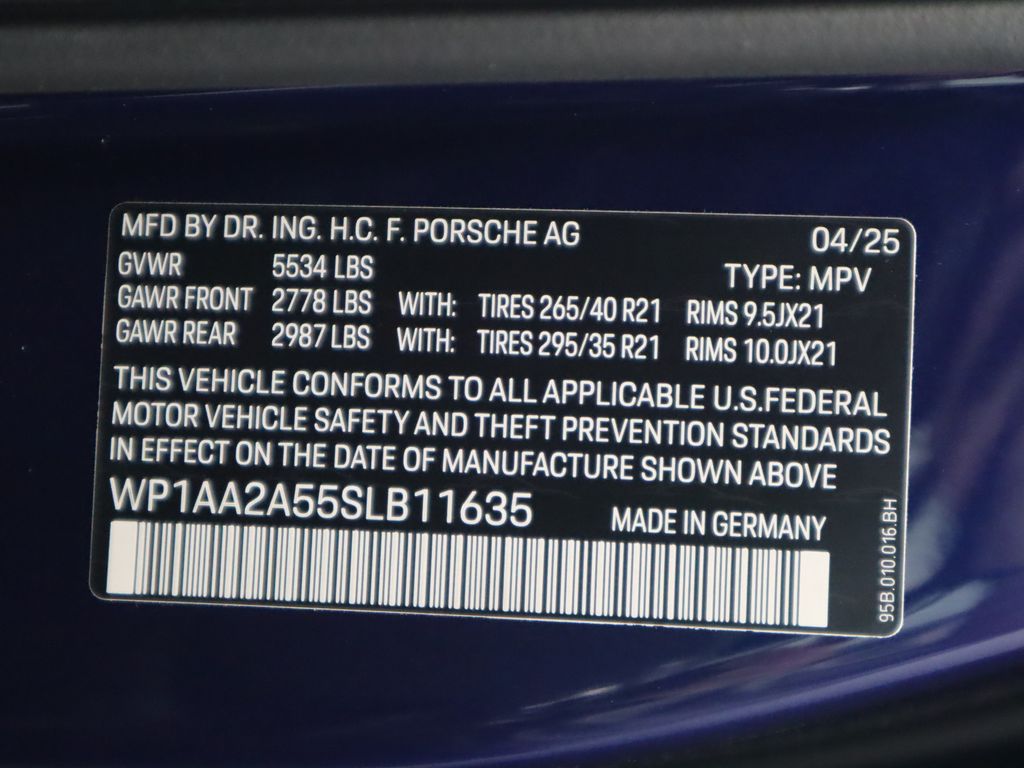 MFD BY DR. ING. H.C. F. PORSCHE AG 04/25
GVWR 5534 LBS TYPE: MPV
GAWR FRONT 2778 LBS WITH: TIRES 265/40 R21 RIMS 9.5JX21
GAWR REAR 2987 LBS WITH: TIRES 295/35 R21 RIMS 10.0JX21
THIS VEHICLE CONFORMS TO ALL APPLICABLE U.S.FEDERAL
MOTOR VEHICLE SAFETY AND THEFT PREVENTION STANDARDS
IN EFFECT ON THE DATE OF MANUFACTURE SHOWN ABOVE
WP1AA2A55SLB11635 MADE IN GERMANY
95B.010.016.BH